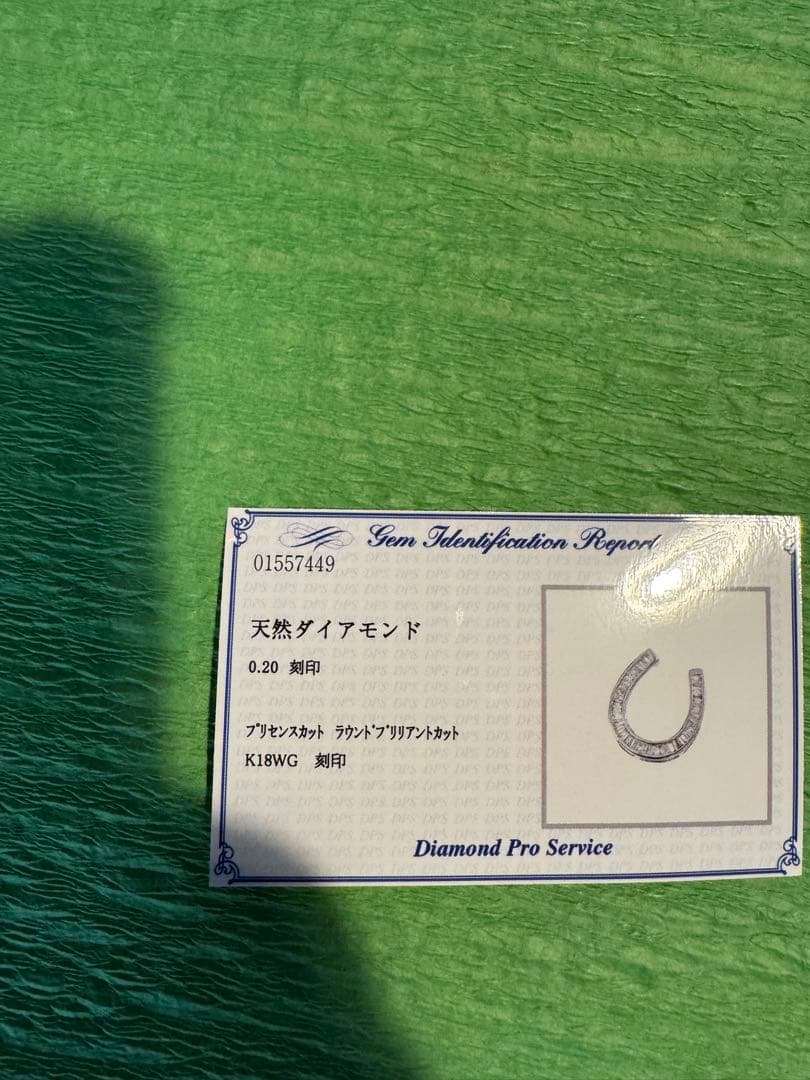 Gem Identification Report
01557449
天然ダイアモンド
0.20 刻印
プリセンスカット ラウンドブリリアントカット
K18WG 刻印
Diamond Pro Service